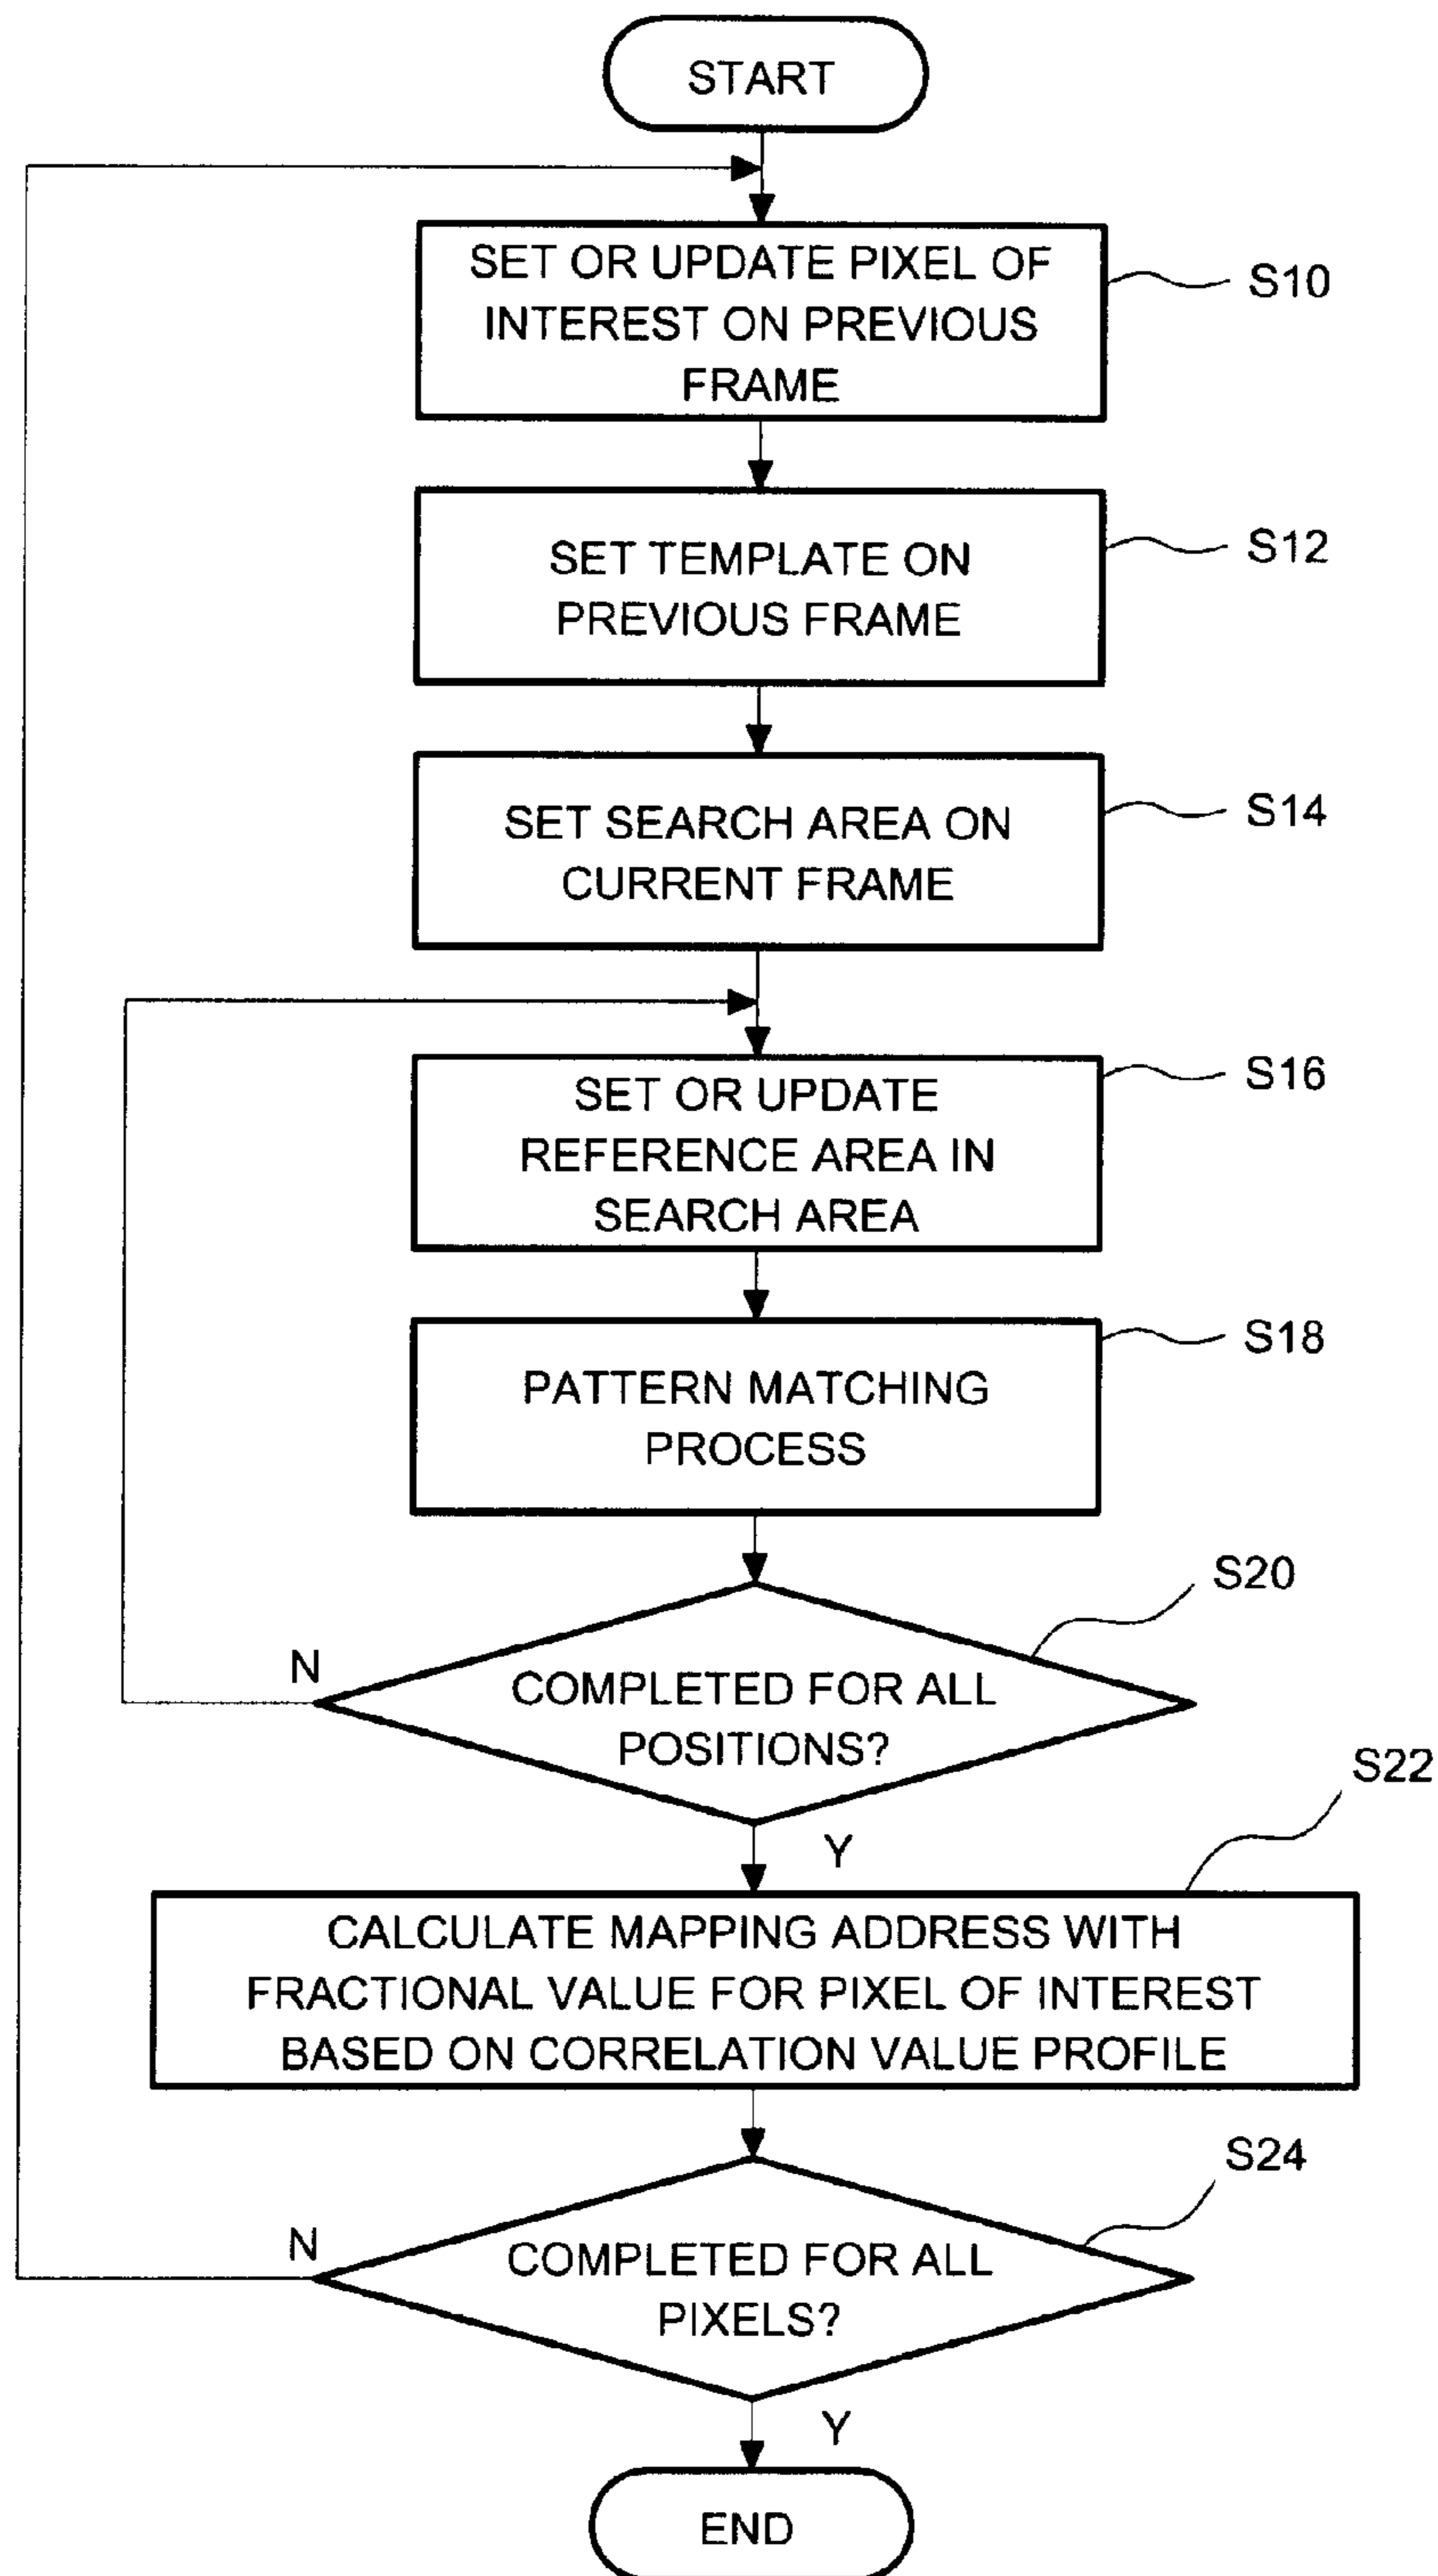 START
SET OR UPDATE PIXEL OF
INTEREST ON PREVIOUS
FRAME
S10
SET TEMPLATE ON
PREVIOUS FRAME
S12
SET SEARCH AREA ON
CURRENT FRAME
S14
SET OR UPDATE
REFERENCE AREA IN
SEARCH AREA
S16
PATTERN MATCHING
PROCESS
S18
S20
N
COMPLETED FOR ALL
POSITIONS?
Y
S22
CALCULATE MAPPING ADDRESS WITH
FRACTIONAL VALUE FOR PIXEL OF INTEREST
BASED ON CORRELATION VALUE PROFILE
S24
N
COMPLETED FOR ALL
PIXELS?
Y
END